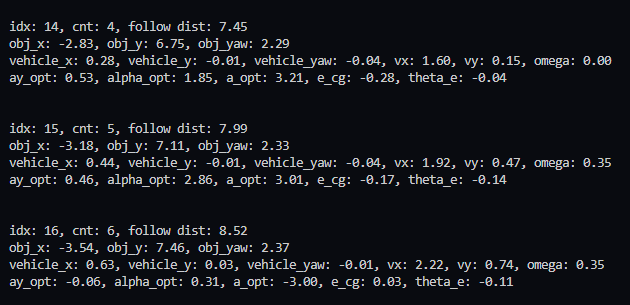 idx: 14, cnt: 4, follow dist: 7.45
obj_x: -2.83, obj_y: 6.75, obj_yaw: 2.29
vehicle_x: 0.28, vehicle_y: -0.01, vehicle_yaw: -0.04, vx: 1.60, vy: 0.15, omega: 0.00
ay_opt: 0.53, alpha_opt: 1.85, a_opt: 3.21, e_cg: -0.28, theta_e: -0.04
idx: 15, cnt: 5, follow dist: 7.99
obj_x: -3.18, obj_y: 7.11, obj_yaw: 2.33
vehicle_x: 0.44, vehicle_y: -0.01, vehicle_yaw: -0.04, vx: 1.92, vy: 0.47, omega: 0.35
ay_opt: 0.46, alpha_opt: 2.86, a_opt: 3.01, e_cg: -0.17, theta_e: -0.14
idx: 16, cnt: 6, follow dist: 8.52
obj_x: -3.54, obj_y: 7.46, obj_yaw: 2.37
vehicle_x: 0.63, vehicle_y: 0.03, vehicle_yaw: -0.01, vx: 2.22, vy: 0.74, omega: 0.35
ay_opt: -0.06, alpha_opt: 0.31, a_opt: -3.00, e_cg: 0.03, theta_e: -0.11